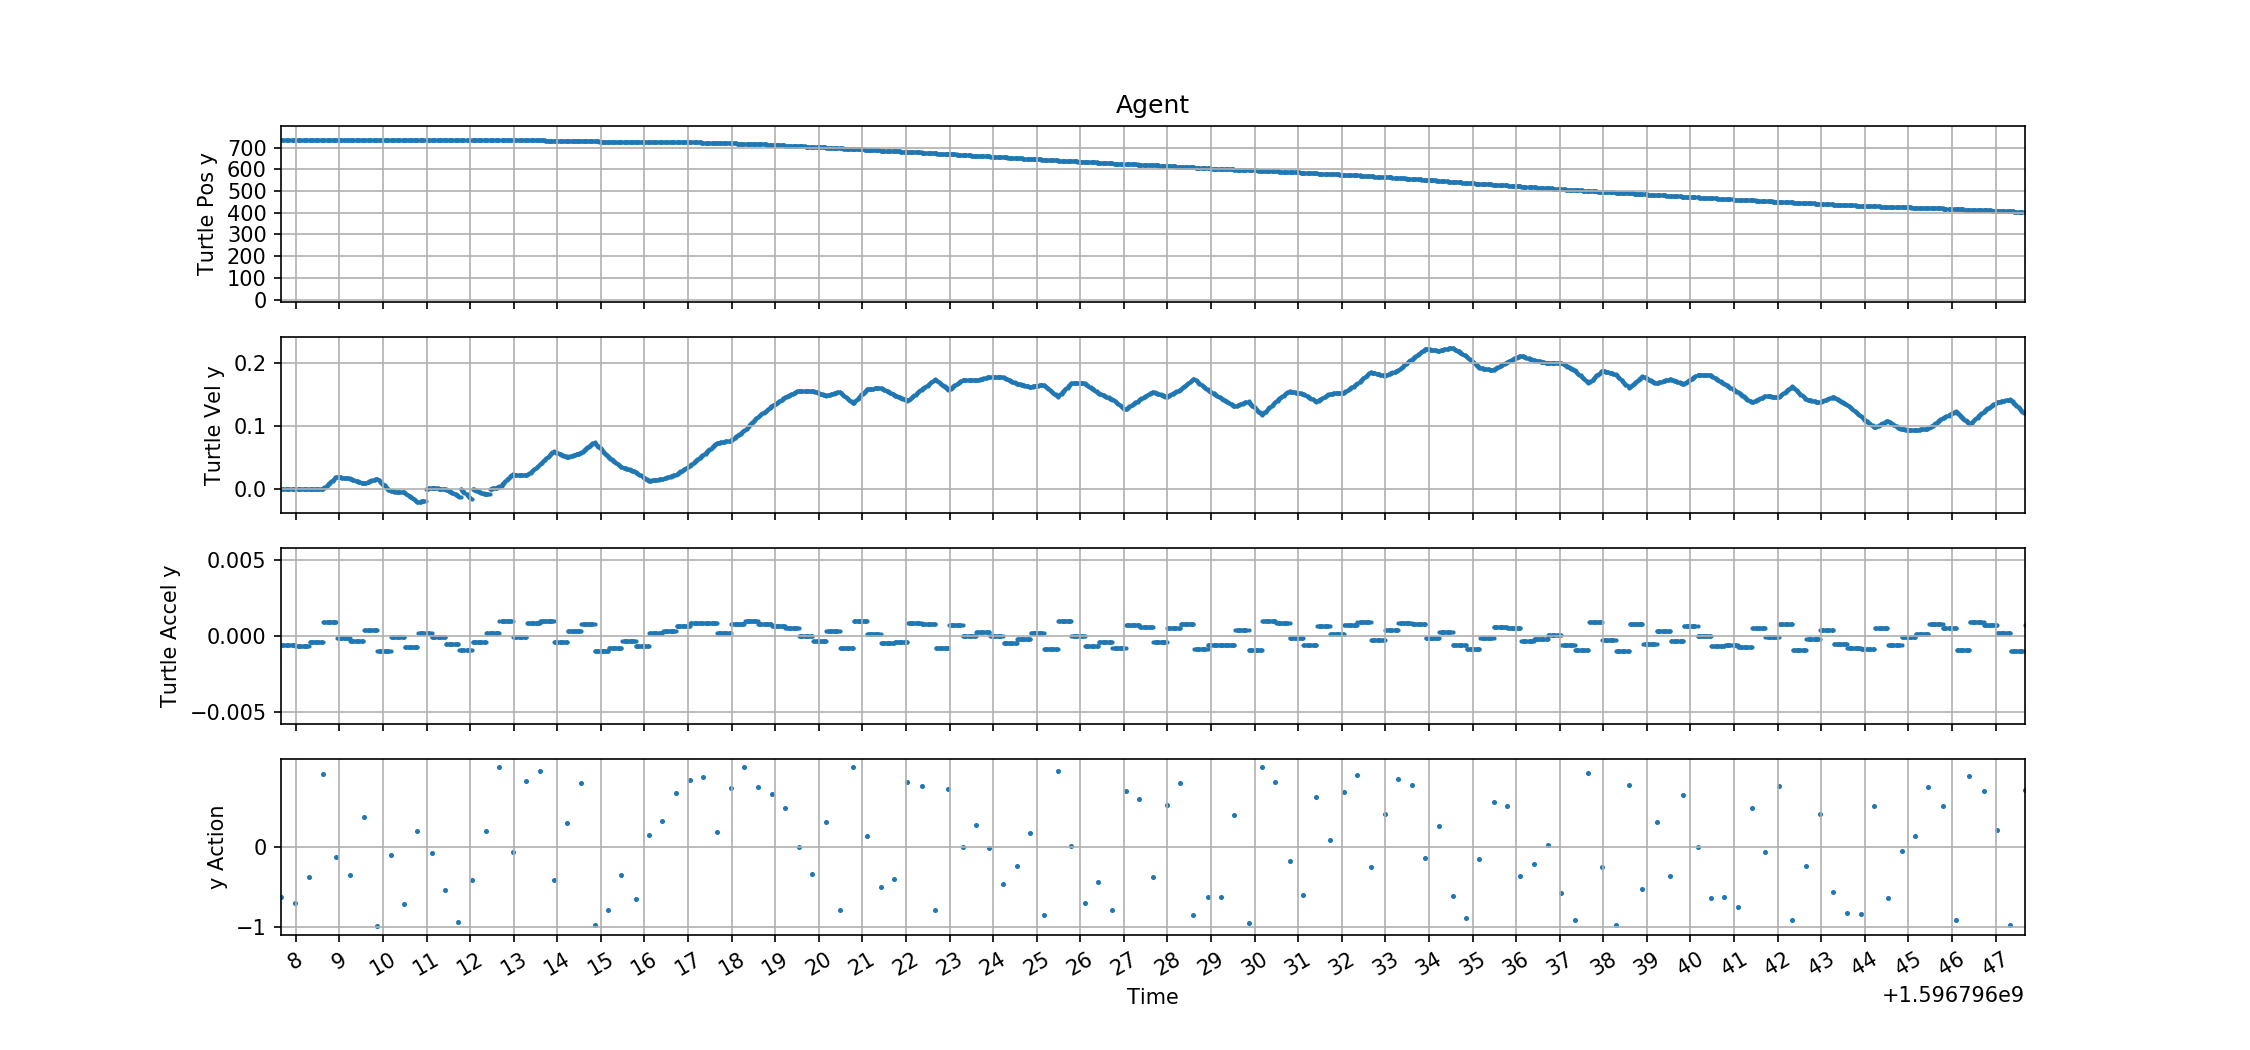 Agent
Turtle Pos y
700
600
500
400
300
200
100
0
Turtle Vel y
0.2
0.1
0.0
Turtle Accel y
0.005
0.000
−0.005
y Action
0
−1
8 9 10 11 12 13 14 15 16 17 18 19 20 21 22 23 24 25 26 27 28 29 30 31 32 33 34 35 36 37 38 39 40 41 42 43 44 45 46 47
Time
+1.596796e9